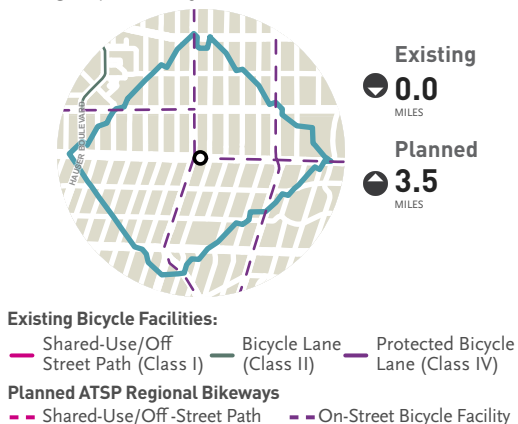 HAUSER BOULEVARD
Existing
0.0
MILES
Planned
3.5
MILES
Existing Bicycle Facilities:
Shared-Use/Off
Street Path (Class I)
Bicycle Lane
(Class II)
Protected Bicycle
Lane (Class IV)
Planned ATSP Regional Bikeways
Shared-Use/Off-Street Path
On-Street Bicycle Facility